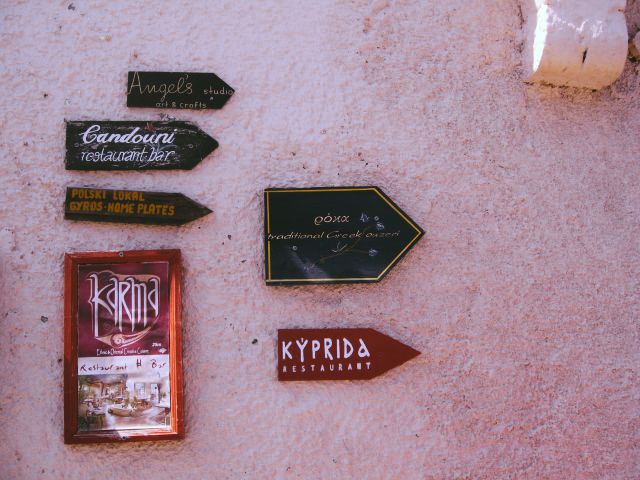 Angel's studio
art & crafts
Candouni
restaurant bar
POLSKI LOKAL
GYROS-HOME PLATES
ρόκα
traditional Greek ouzeri
Karma
Restaurant # Bar
KYPRIDA
RESTAURANT